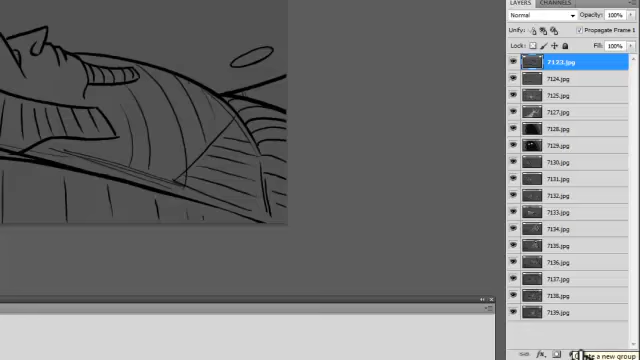 LAYERS CHANNELS
Normal Opacity: 100%
Unify: Propagate Frame 1
Lock: Fill: 100%
7123.jpg
7124.jpg
7125.jpg
7127.jpg
7128.jpg
7129.jpg
7130.jpg
7131.jpg
7132.jpg
7133.jpg
7134.jpg
7135.jpg
7136.jpg
7137.jpg
7138.jpg
7139.jpg
fx. a new group